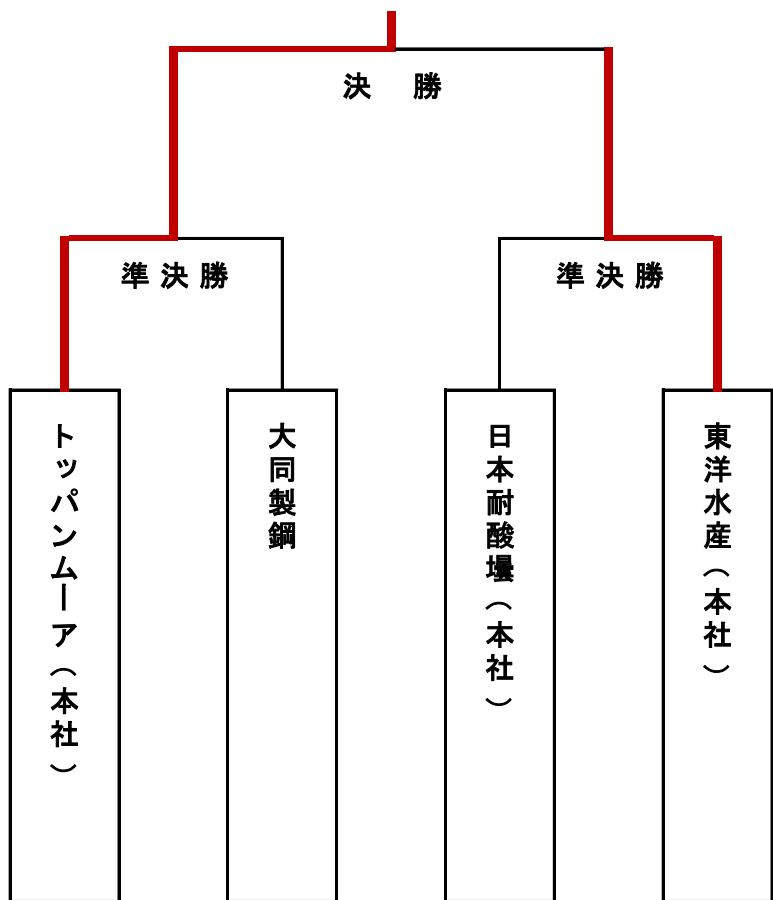 決 勝
準決勝
準決勝
トッパンムーア(本社)
大同製鋼
日本耐酸壜(本社)
東洋水産(本社)